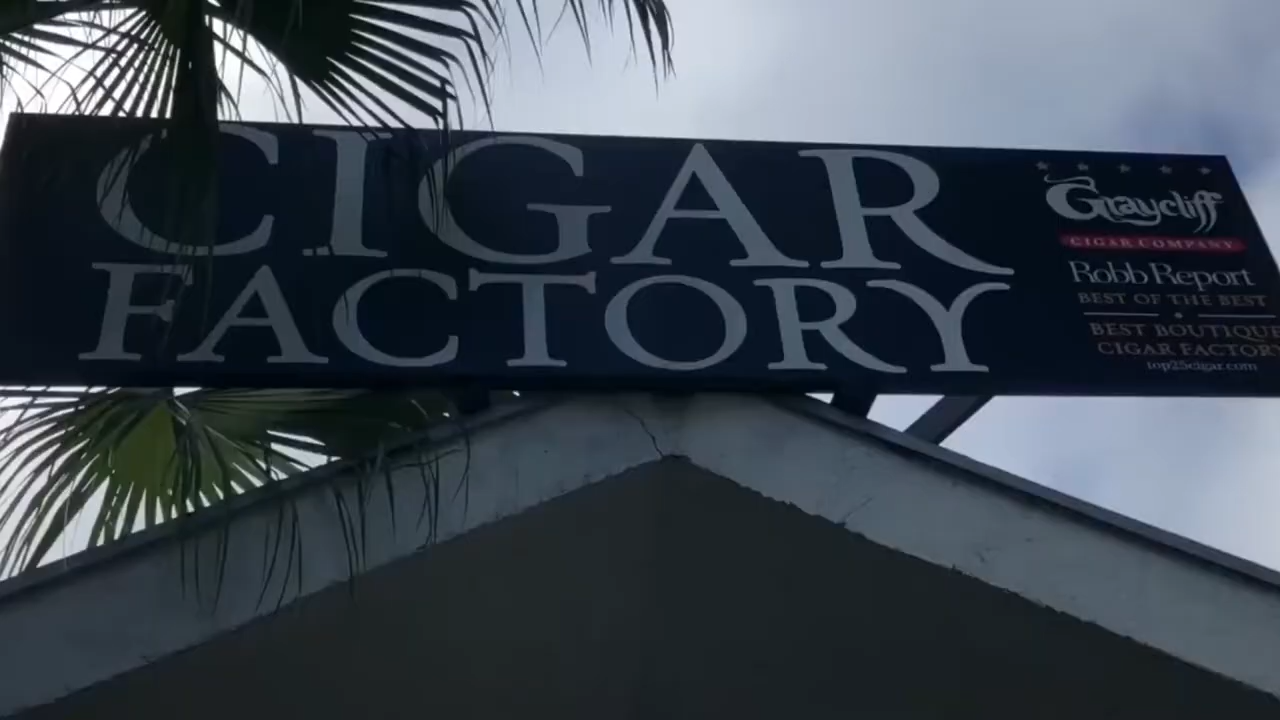 CIGAR
FACTORY
Graycliff
CIGAR COMPANY
Robb Report
BEST OF THE BEST
BEST BOUTIQUE
CIGAR FACTORY
top25cigar.com